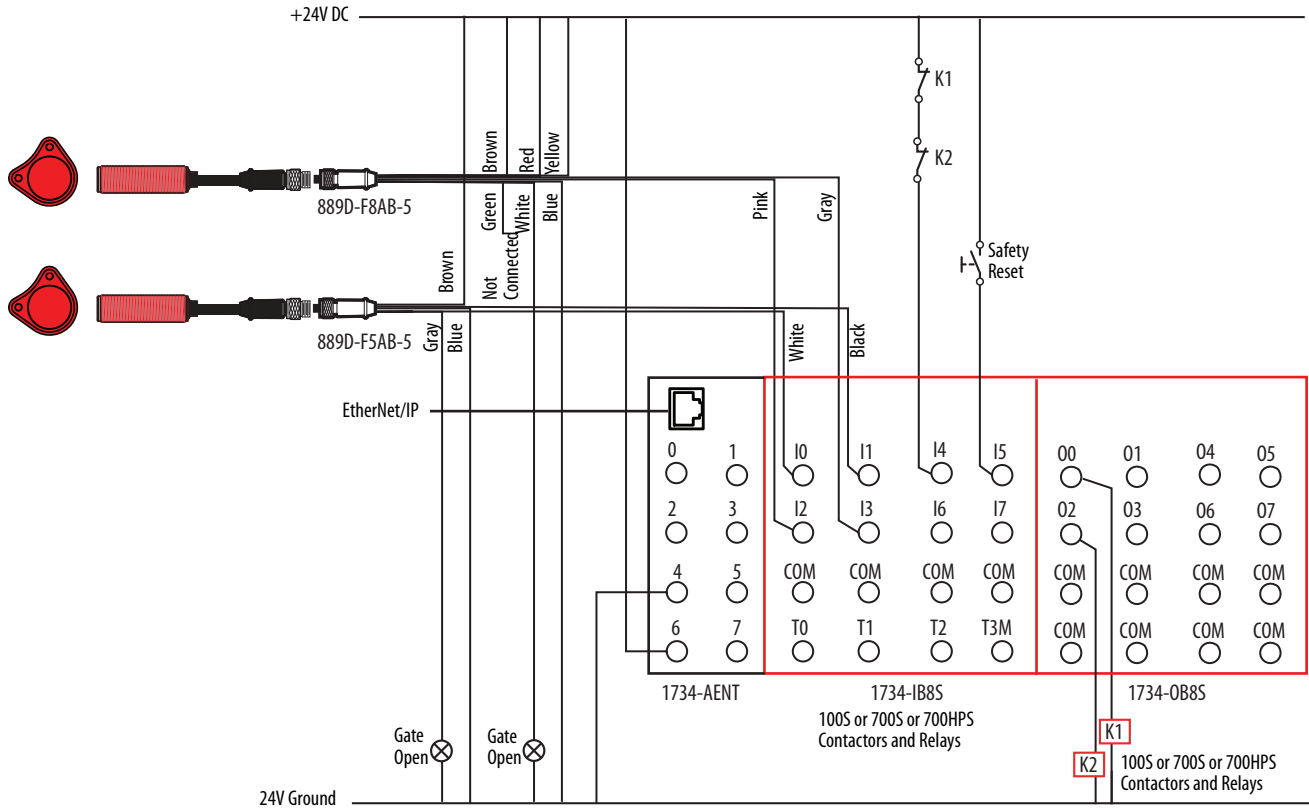 +24V DC
K1
K2
Brown
Red
Yellow
889D-F8AB-5
Green
White
Blue
Pink
Gray
Not
Connected
Brown
Safety
Reset
889D-F5AB-5
Gray
Blue
White
Black
EtherNet/IP
0 1 I0 I1 I4 I5 O0 O1 O4 O5
2 3 I2 I3 I6 I7 O2 O3 O6 O7
4 5 COM COM COM COM COM COM COM COM
6 7 T0 T1 T2 T3M COM COM COM COM
1734-AENT 1734-IB8S 1734-OB8S
100S or 700S or 700HPS
Contactors and Relays
Gate
Open
Gate
Open
K1
K2
100S or 700S or 700HPS
Contactors and Relays
24V Ground